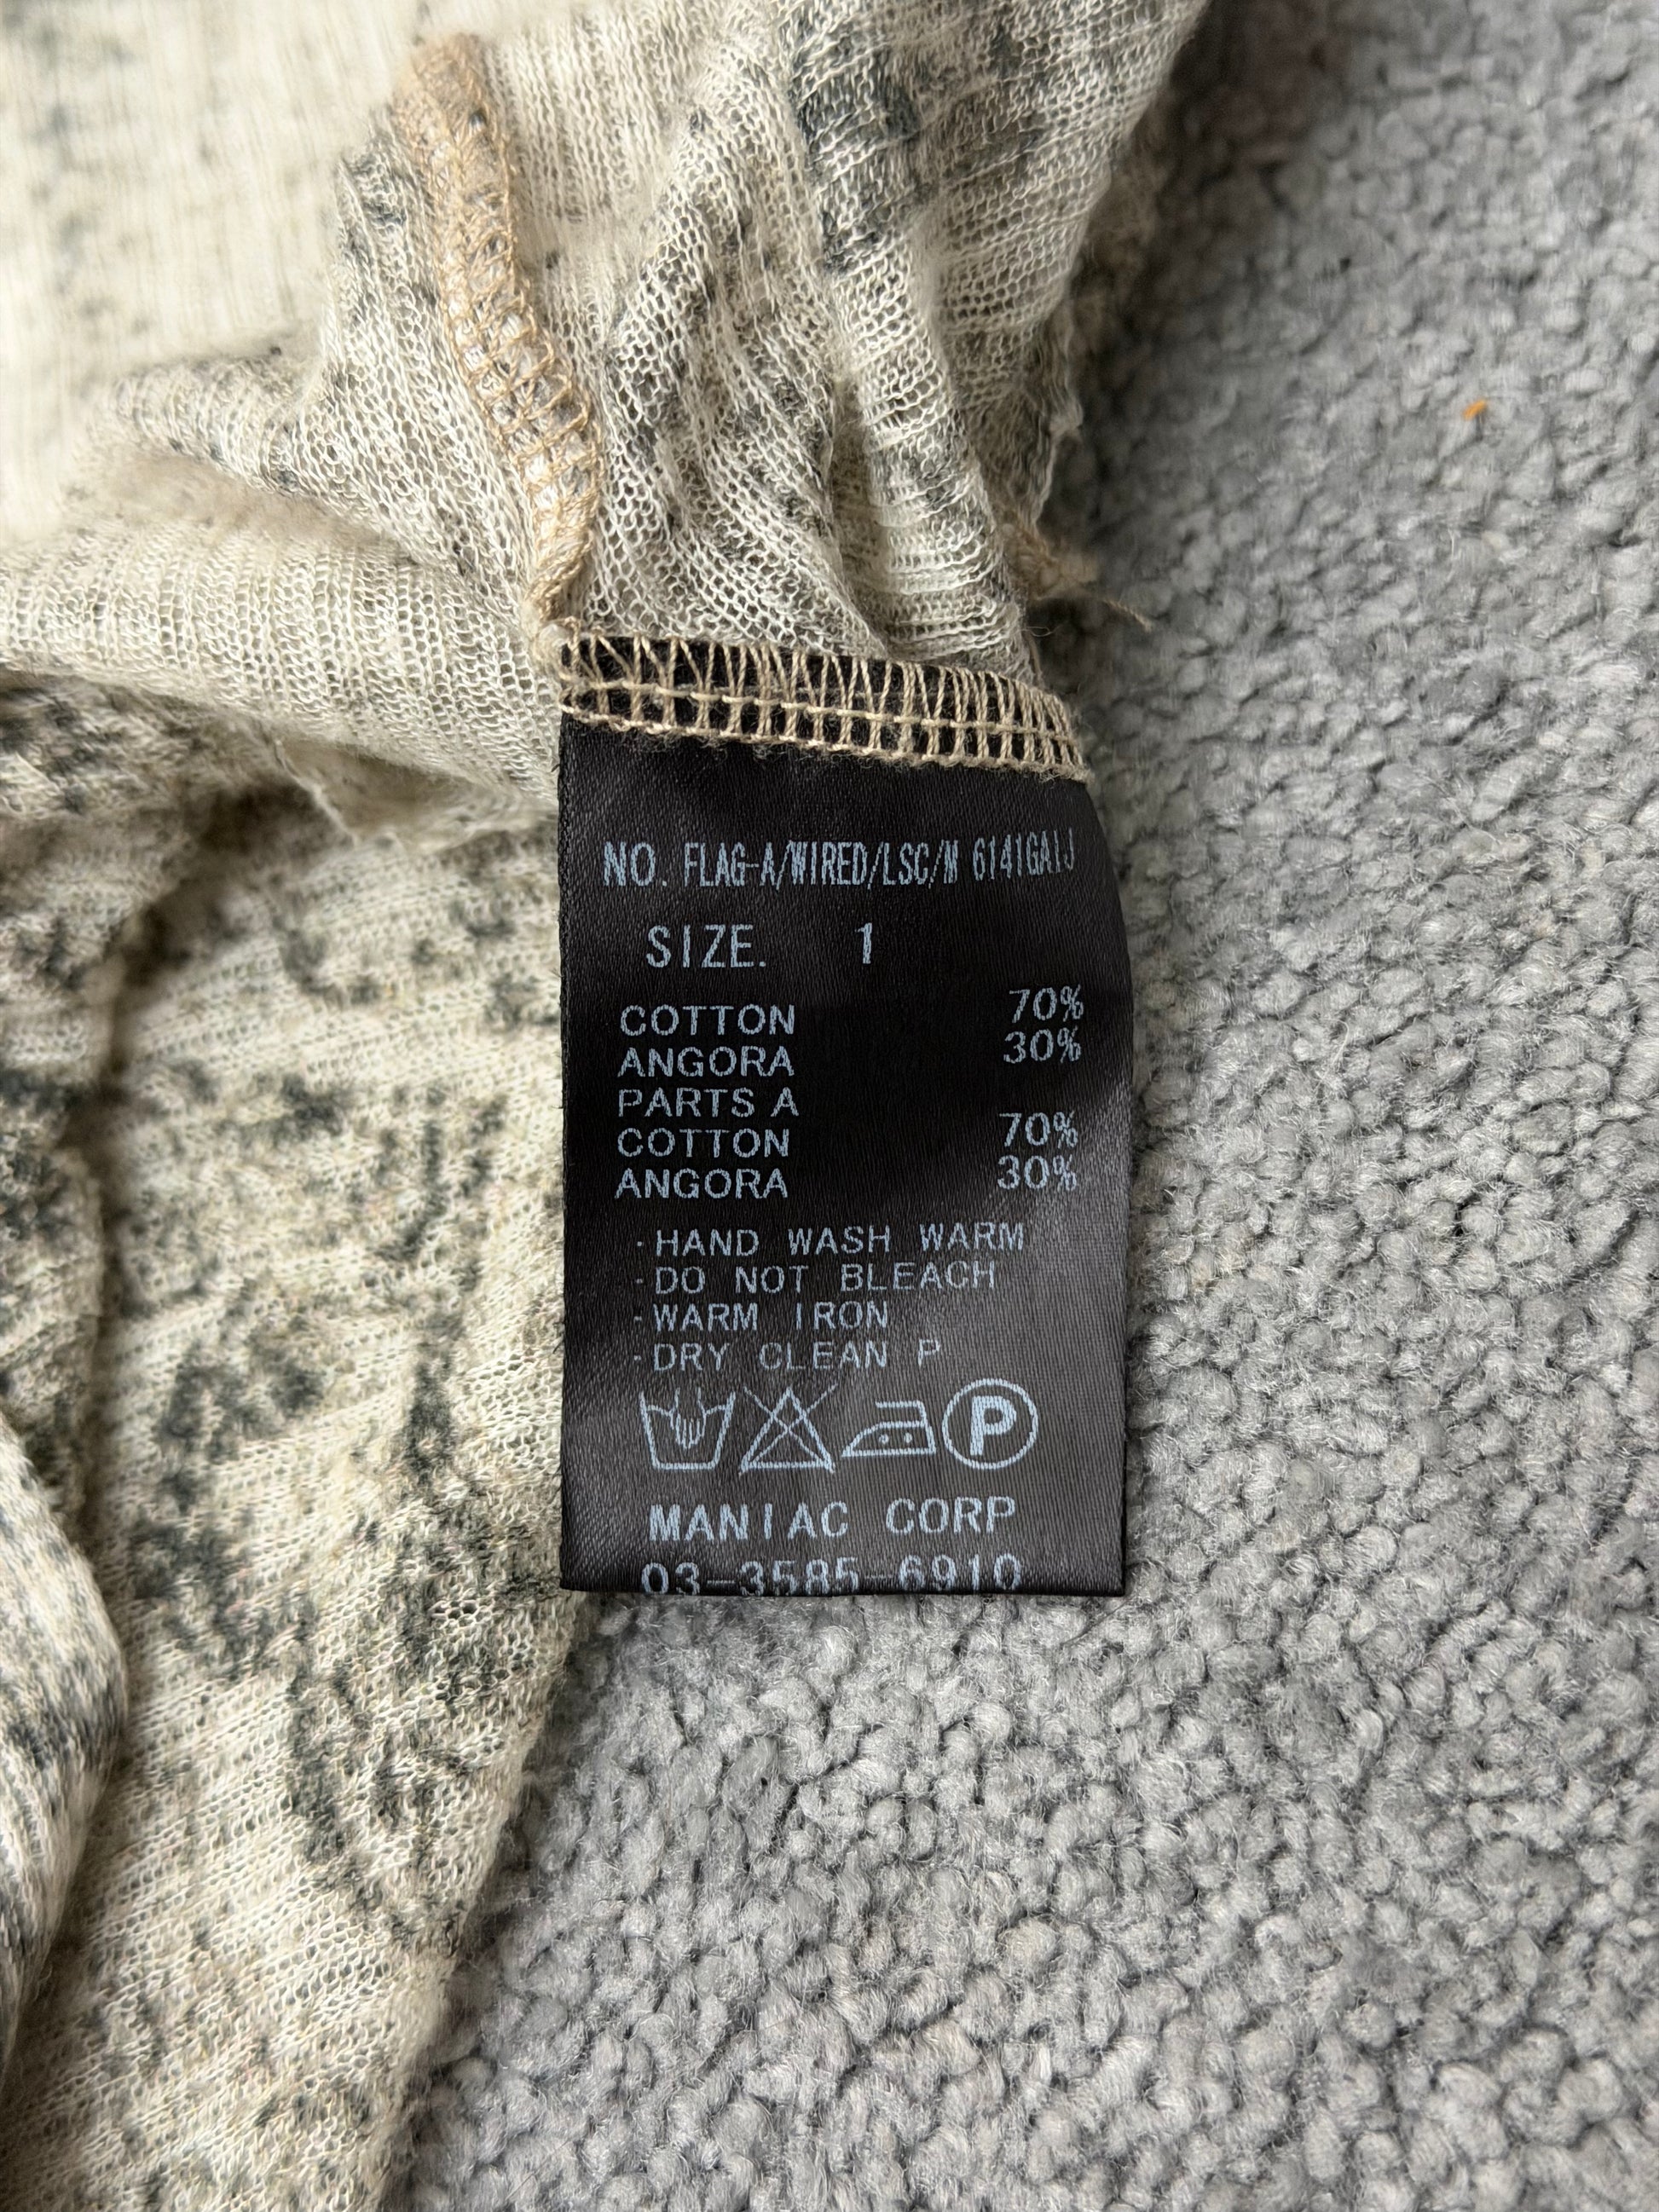 NO. FLAG-A/WIRED/LSC/W 6141GAIJ
SIZE. 1
COTTON 70%
ANGORA 30%
PARTS A
COTTON 70%
ANGORA 30%
·HAND WASH WARM
·DO NOT BLEACH
·WARM IRON
·DRY CLEAN P
P
MANIAC CORP
03-3585-6910